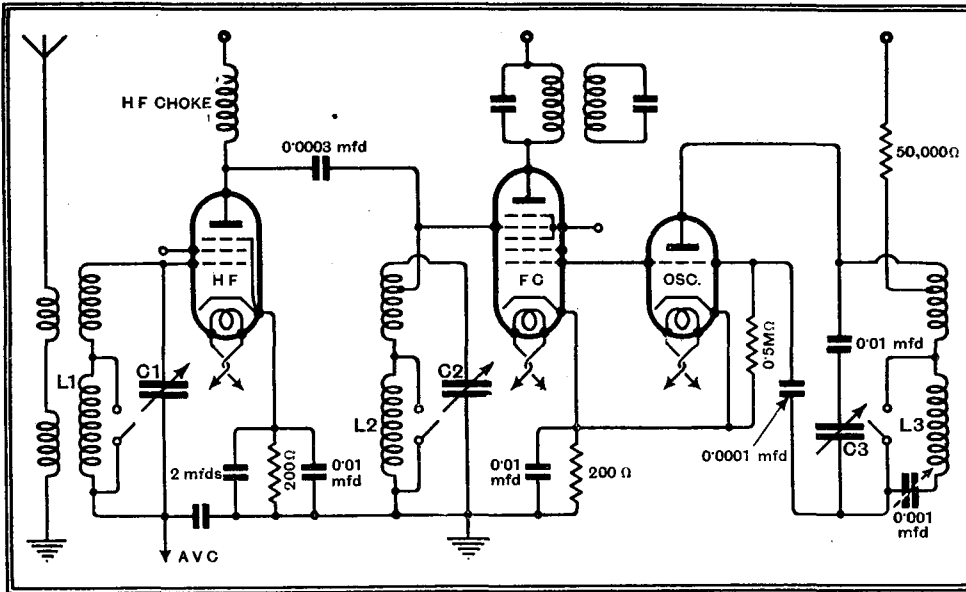 H F CHOKE
0·0003 mfd
50,000Ω
H F
F C
OSC.
0·5MΩ
0·01 mfd
L1
C1
L2
C2
0·0001 mfd
C3
L3
2 mfds
200Ω
0·01
mfd
0·01
mfd
200 Ω
0·001
mfd
A V C